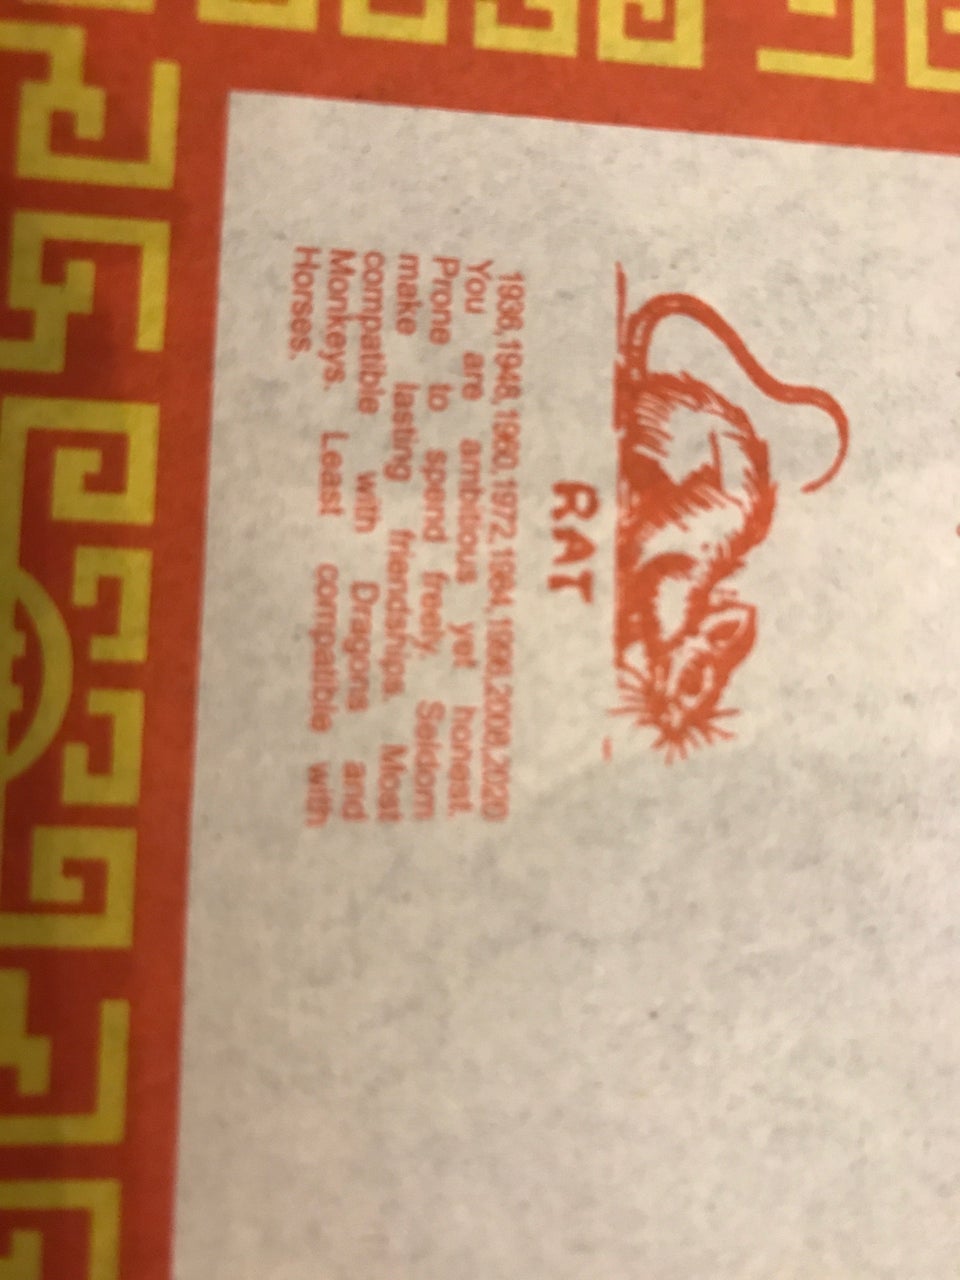 RAT
1936,1948,1960,1972,1984,1996,2008,2020
You are ambitious yet honest.
Prone to spend freely. Seldom
make lasting friendships. Most
compatible with Dragons and
Monkeys. Least compatible with
Horses.